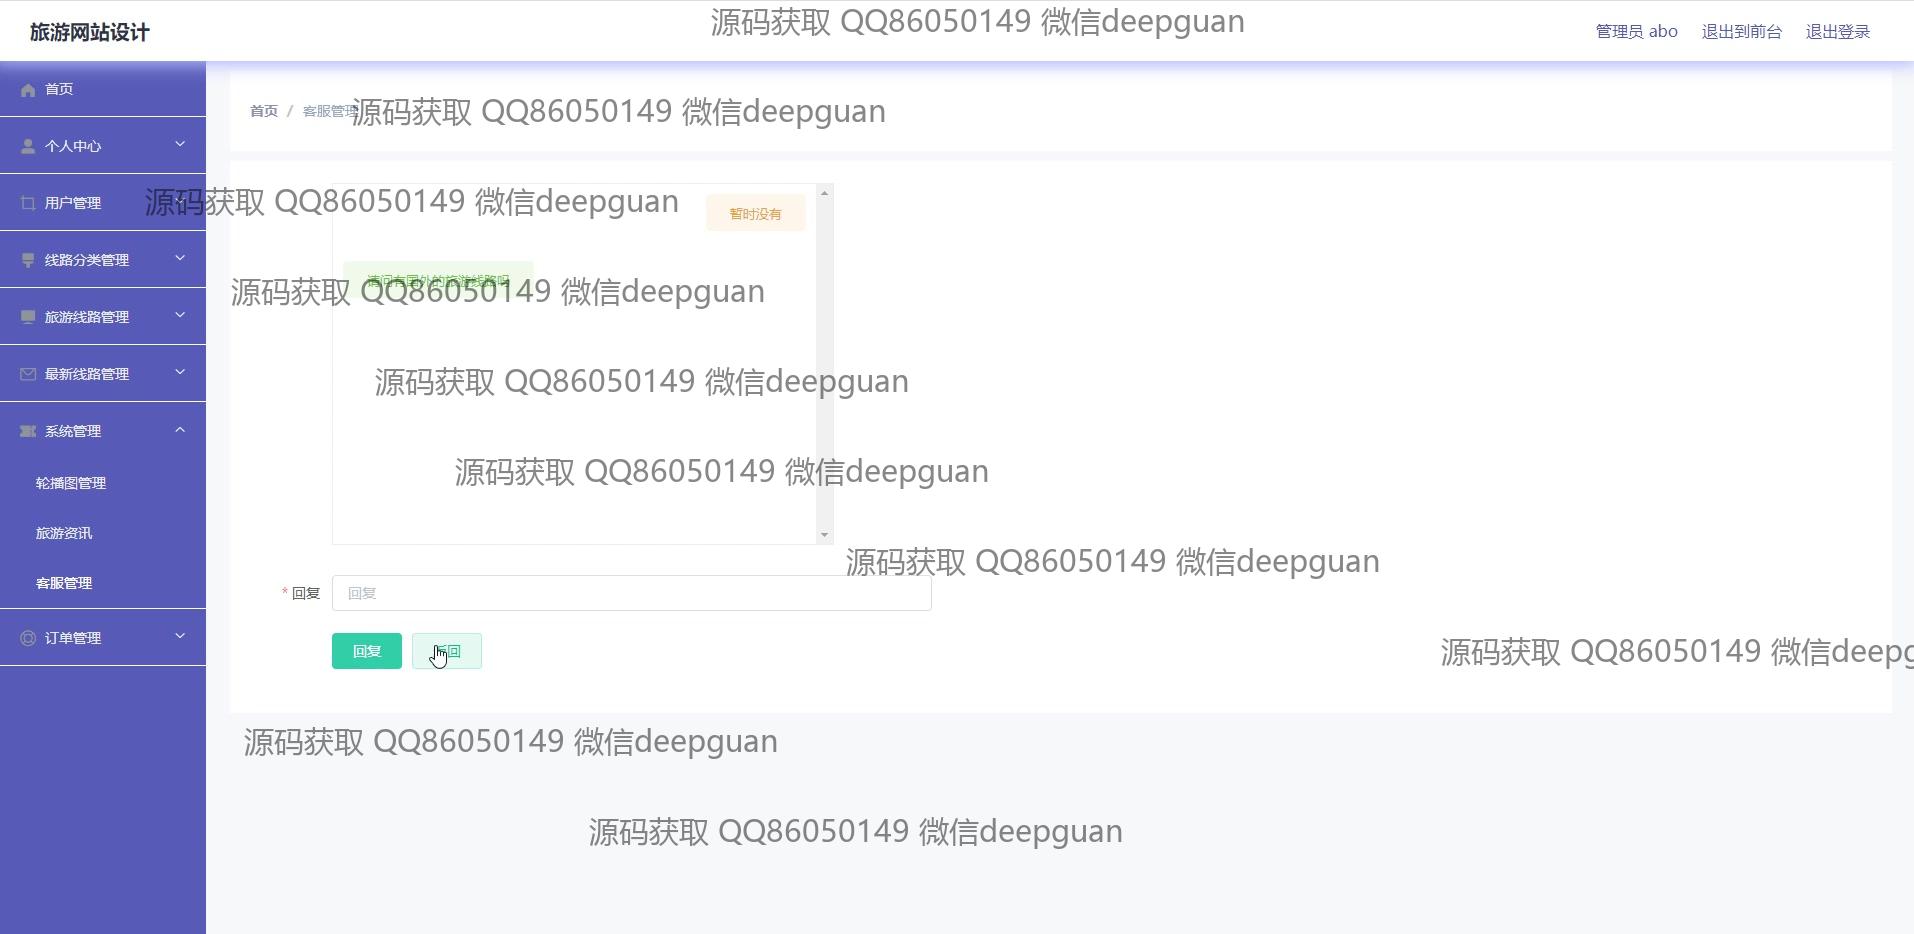 旅游网站设计
源码获取 QQ86050149 微信deepguan
管理员 abo
退出到前台
退出登录
首页
个人中心
用户管理
线路分类管理
旅游线路管理
最新线路管理
系统管理
轮播图管理
旅游资讯
客服管理
订单管理
首页 / 客服管理
源码获取 QQ86050149 微信deepguan
源码获取 QQ86050149 微信deepguan
暂时没有
请问有国外的旅游线路吗
源码获取 QQ86050149 微信deepguan
源码获取 QQ86050149 微信deepguan
源码获取 QQ86050149 微信deepguan
源码获取 QQ86050149 微信deepguan
* 回复
回复
回复
回
源码获取 QQ86050149 微信deep
源码获取 QQ86050149 微信deepguan
源码获取 QQ86050149 微信deepguan